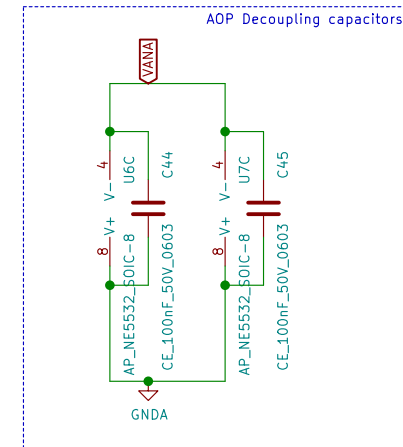 AOP Decoupling capacitors
VANA
4
U6C
C44
4
U7C
C45
V-
V+
V-
V+
8
AP_NE5532_SOIC-8
CE_100nF_50V_0603
8
AP_NE5532_SOIC-8
CE_100nF_50V_0603
GNDA